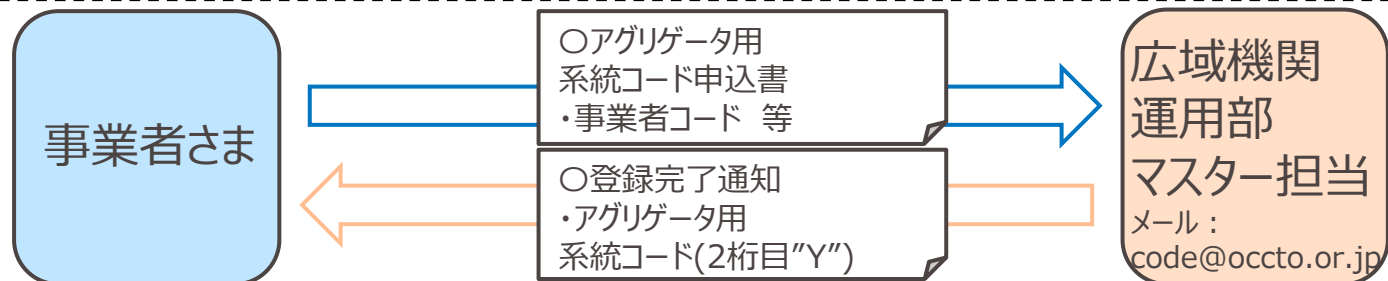 事業者さま
〇アグリゲータ用
系統コード申込書
・事業者コード 等
〇登録完了通知
・アグリゲータ用
系統コード(2桁目"Y")
広域機関
運用部
マスター担当
メール：
code@occto.or.jp